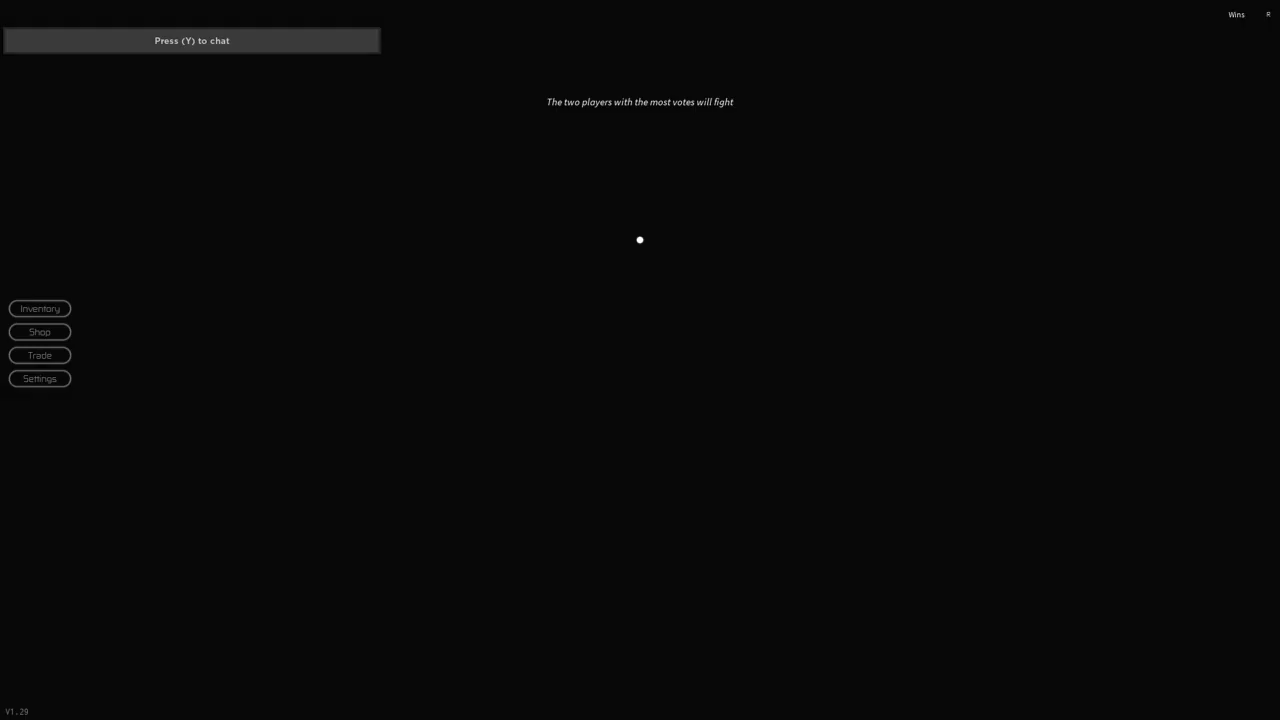 Wins R
Press (Y) to chat
The two players with the most votes will fight
Inventory
Shop
Trade
Settings
V1.29